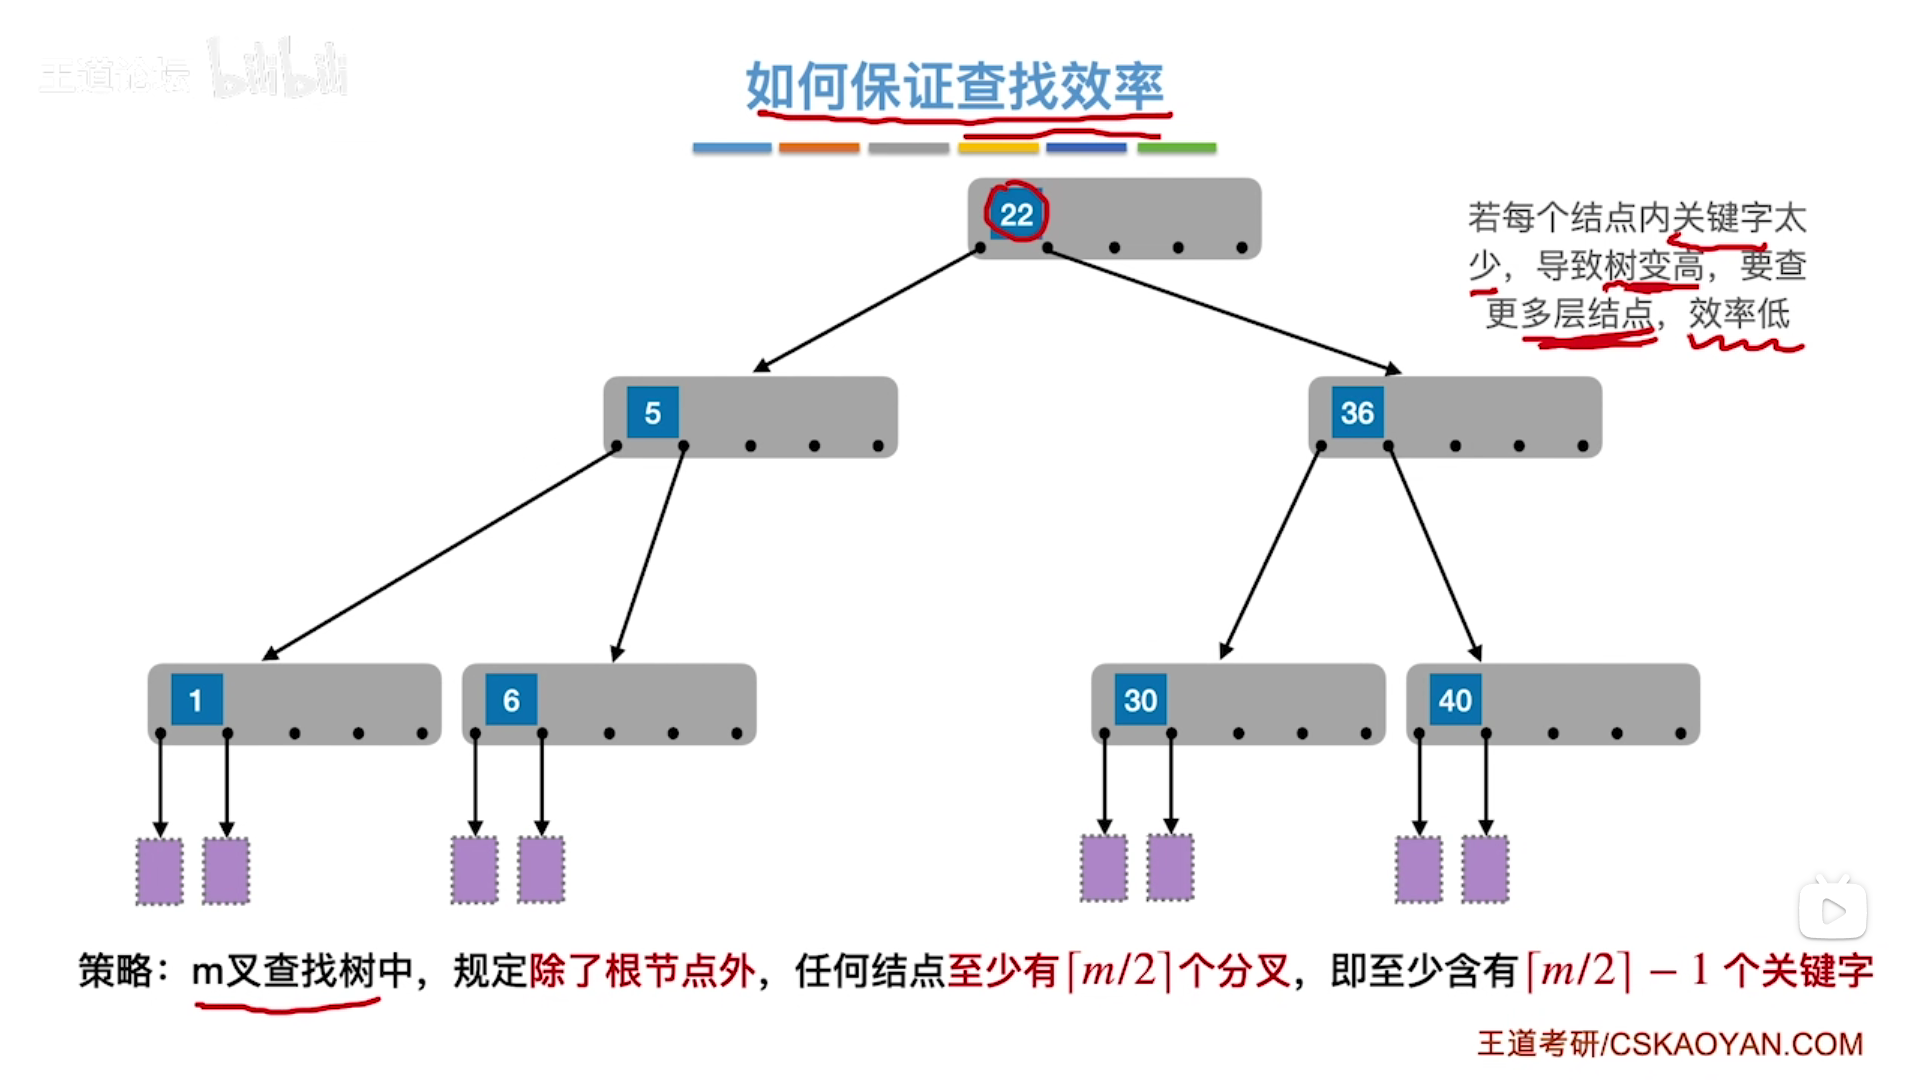 王道论坛 bilibili
如何保证查找效率
22
若每个结点内关键字太
少，导致树变高，要查
更多层结点，效率低
5
36
1
6
30
40
策略：m叉查找树中，规定除了根节点外，任何结点至少有⌈m/2⌉个分叉，即至少含有⌈m/2⌉ − 1 个关键字
王道考研/CSKAOYAN.COM